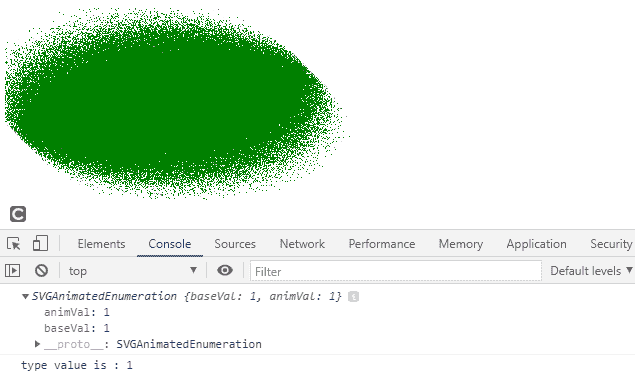 C
Elements Console Sources Network Performance Memory Application Security
top Filter Default levels
SVGAnimatedEnumeration {baseVal: 1, animVal: 1} i
animVal: 1
baseVal: 1
__proto__: SVGAnimatedEnumeration
type value is : 1